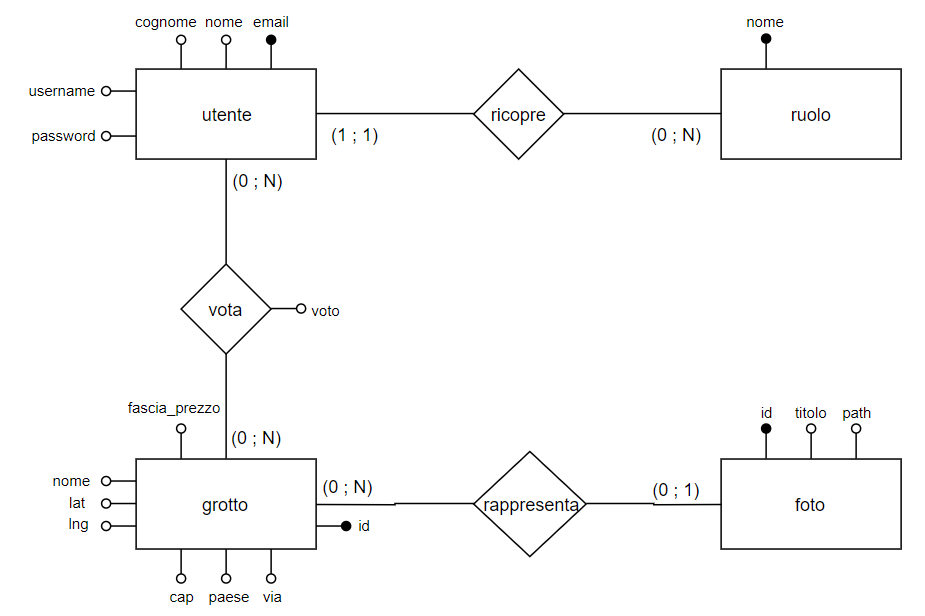 cognome nome email
nome
username
utente
ricopre
ruolo
password
(1 ; 1)
(0 ; N)
(0 ; N)
vota
voto
fascia_prezzo
id titolo path
(0 ; N)
nome
(0 ; N)
(0 ; 1)
lat
grotto
rappresenta
foto
lng
id
cap paese via